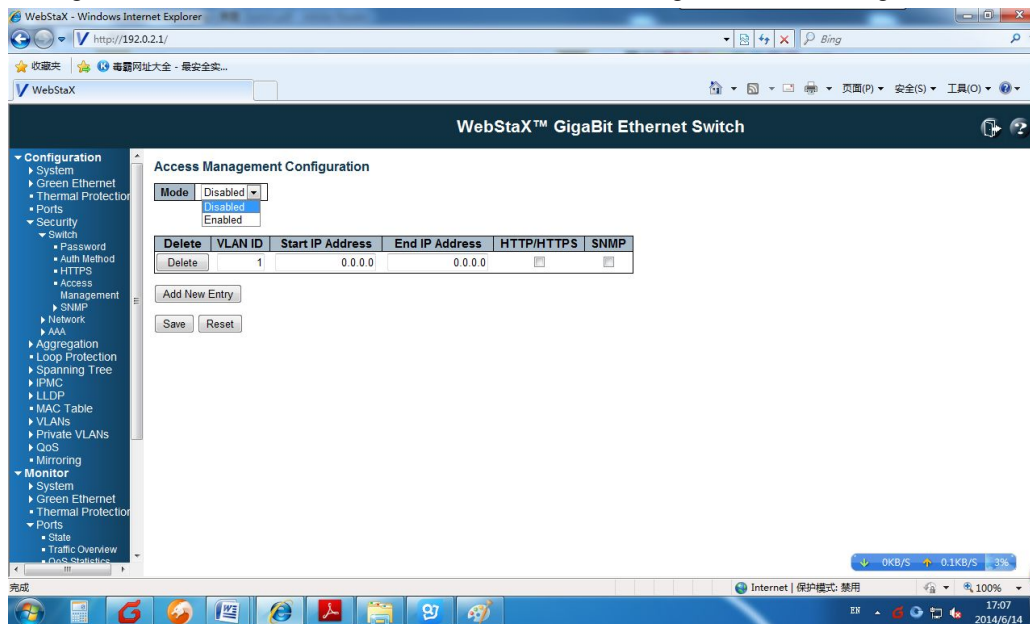 WebStaX - Windows Internet Explorer
http://192.0.2.1/
Bing
收藏夹 毒霸网址大全 - 最安全实...
WebStaX
页面(P) 安全(S) 工具(O)
WebStaX™ GigaBit Ethernet Switch
Configuration
System
Green Ethernet
Thermal Protection
Ports
Security
Switch
Password
Auth Method
HTTPS
Access
Management
SNMP
Network
AAA
Aggregation
Loop Protection
Spanning Tree
IPMC
LLDP
MAC Table
VLANs
Private VLANs
QoS
Mirroring
Monitor
System
Green Ethernet
Thermal Protection
Ports
State
Traffic Overview
QoS Statistics
Access Management Configuration
Mode Disabled
Disabled
Enabled
Delete VLAN ID Start IP Address End IP Address HTTP/HTTPS SNMP
Delete 1 0.0.0.0 0.0.0.0
Add New Entry
Save Reset
0KB/S 0.1KB/S 3%
完成
Internet | 保护模式: 禁用
100%
EN
17:07
2014/6/14